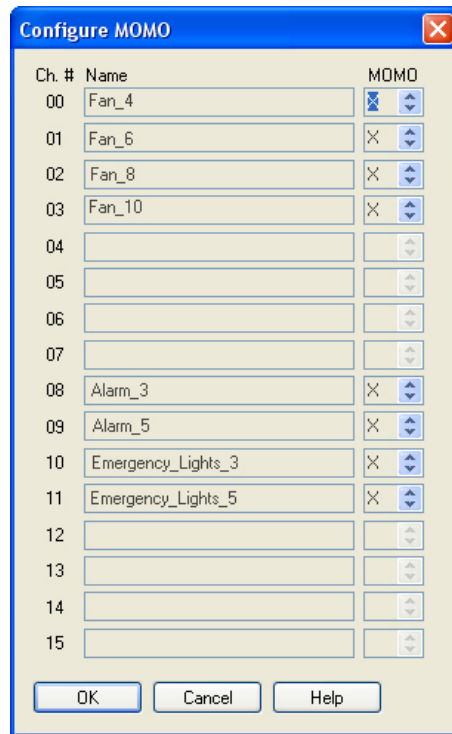 Configure MOMO
Ch. # Name MOMO
00 Fan_4 X
01 Fan_6 X
02 Fan_8 X
03 Fan_10 X
04
05
06
07
08 Alarm_3 X
09 Alarm_5 X
10 Emergency_Lights_3 X
11 Emergency_Lights_5 X
12
13
14
15
OK Cancel Help